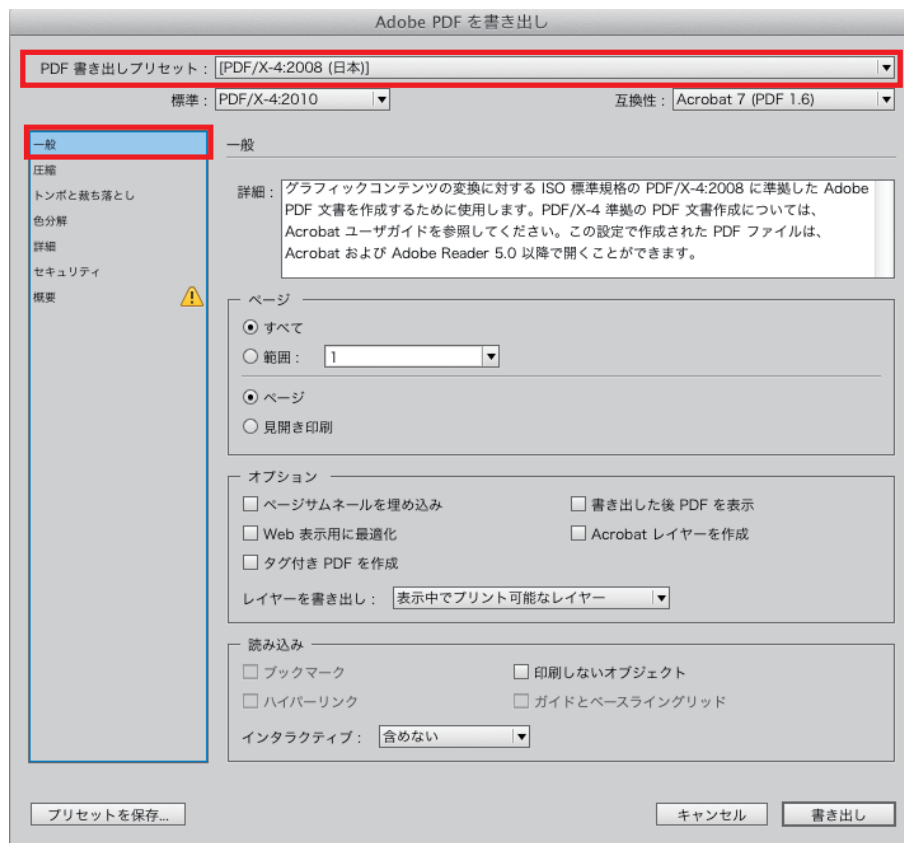 Adobe PDF を書き出し
PDF 書き出しプリセット： [PDF/X-4:2008 (日本)]
標準： PDF/X-4:2010
互換性： Acrobat 7 (PDF 1.6)
一般
圧縮
トンボと裁ち落とし
色分解
詳細
セキュリティ
概要
一般
詳細： グラフィックコンテンツの変換に対する ISO 標準規格の PDF/X-4:2008 に準拠した Adobe
PDF 文書を作成するために使用します。PDF/X-4 準拠の PDF 文書作成については、
Acrobat ユーザガイドを参照してください。この設定で作成された PDF ファイルは、
Acrobat および Adobe Reader 5.0 以降で開くことができます。
ページ
すべて
範囲： 1
ページ
見開き印刷
オプション
ページサムネールを埋め込み
書き出した後 PDF を表示
Web 表示用に最適化
Acrobat レイヤーを作成
タグ付き PDF を作成
レイヤーを書き出し： 表示中でプリント可能なレイヤー
読み込み
ブックマーク
印刷しないオブジェクト
ハイパーリンク
ガイドとベースライングリッド
インタラクティブ： 含めない
プリセットを保存...
キャンセル
書き出し